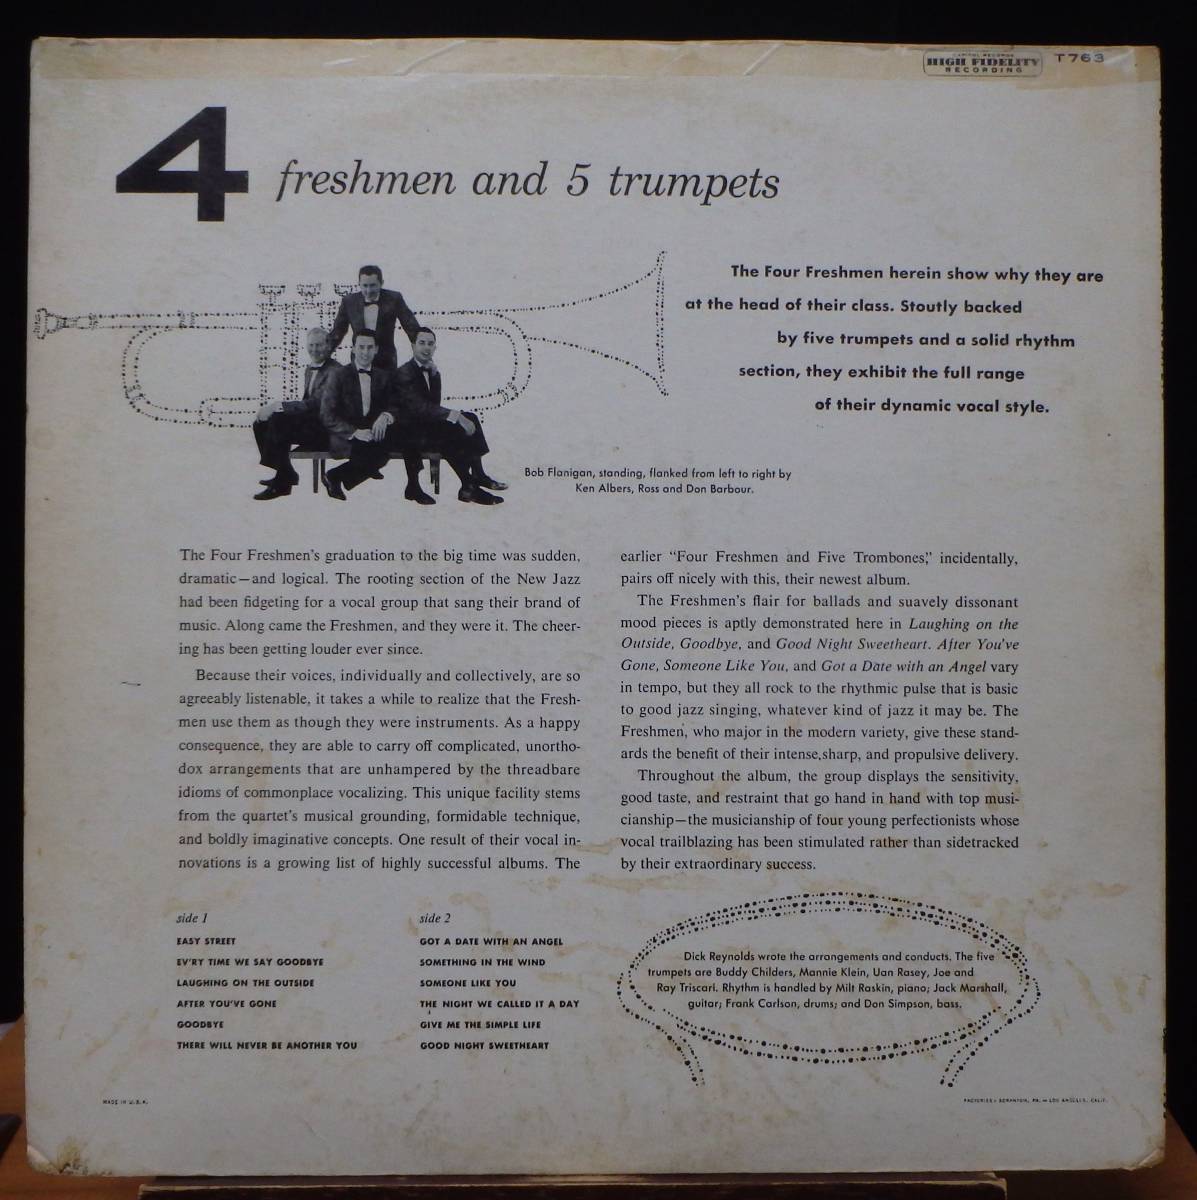 CAPITOL RECORDS
HIGH FIDELITY
RECORDING
T763
4 freshmen and 5 trumpets
The Four Freshmen herein show why they are
at the head of their class. Stoutly backed
by five trumpets and a solid rhythm
section, they exhibit the full range
of their dynamic vocal style.
Bob Flanigan, standing, flanked from left to right by
Ken Albers, Ross and Don Barbour.
The Four Freshmen's graduation to the big time was sudden,
dramatic—and logical. The rooting section of the New Jazz
had been fidgeting for a vocal group that sang their brand of
music. Along came the Freshmen, and they were it. The cheer-
ing has been getting louder ever since.
Because their voices, individually and collectively, are so
agreeably listenable, it takes a while to realize that the Fresh-
men use them as though they were instruments. As a happy
consequence, they are able to carry off complicated, unortho-
dox arrangements that are unhampered by the threadbare
idioms of commonplace vocalizing. This unique facility stems
from the quartet's musical grounding, formidable technique,
and boldly imaginative concepts. One result of their vocal in-
novations is a growing list of highly successful albums. The
earlier "Four Freshmen and Five Trombones," incidentally,
pairs off nicely with this, their newest album.
The Freshmen's flair for ballads and suavely dissonant
mood pieces is aptly demonstrated here in Laughing on the
Outside, Goodbye, and Good Night Sweetheart. After You've
Gone, Someone Like You, and Got a Date with an Angel vary
in tempo, but they all rock to the rhythmic pulse that is basic
to good jazz singing, whatever kind of jazz it may be. The
Freshmen, who major in the modern variety, give these stand-
ards the benefit of their intense,sharp, and propulsive delivery.
Throughout the album, the group displays the sensitivity,
good taste, and restraint that go hand in hand with top musi-
cianship—the musicianship of four young perfectionists whose
vocal trailblazing has been stimulated rather than sidetracked
by their extraordinary success.
side 1
EASY STREET
EV'RY TIME WE SAY GOODBYE
LAUGHING ON THE OUTSIDE
AFTER YOU'VE GONE
GOODBYE
THERE WILL NEVER BE ANOTHER YOU
side 2
GOT A DATE WITH AN ANGEL
SOMETHING IN THE WIND
SOMEONE LIKE YOU
THE NIGHT WE CALLED IT A DAY
GIVE ME THE SIMPLE LIFE
GOOD NIGHT SWEETHEART
Dick Reynolds wrote the arrangements and conducts. The five
trumpets are Buddy Childers, Mannie Klein, Uan Rasey, Joe and
Ray Triscari. Rhythm is handled by Milt Raskin, piano; Jack Marshall,
guitar; Frank Carlson, drums; and Don Simpson, bass.
MADE IN U.S.A.
FACTORIES: SCRANTON, PA. — LOS ANGELES, CALIF.